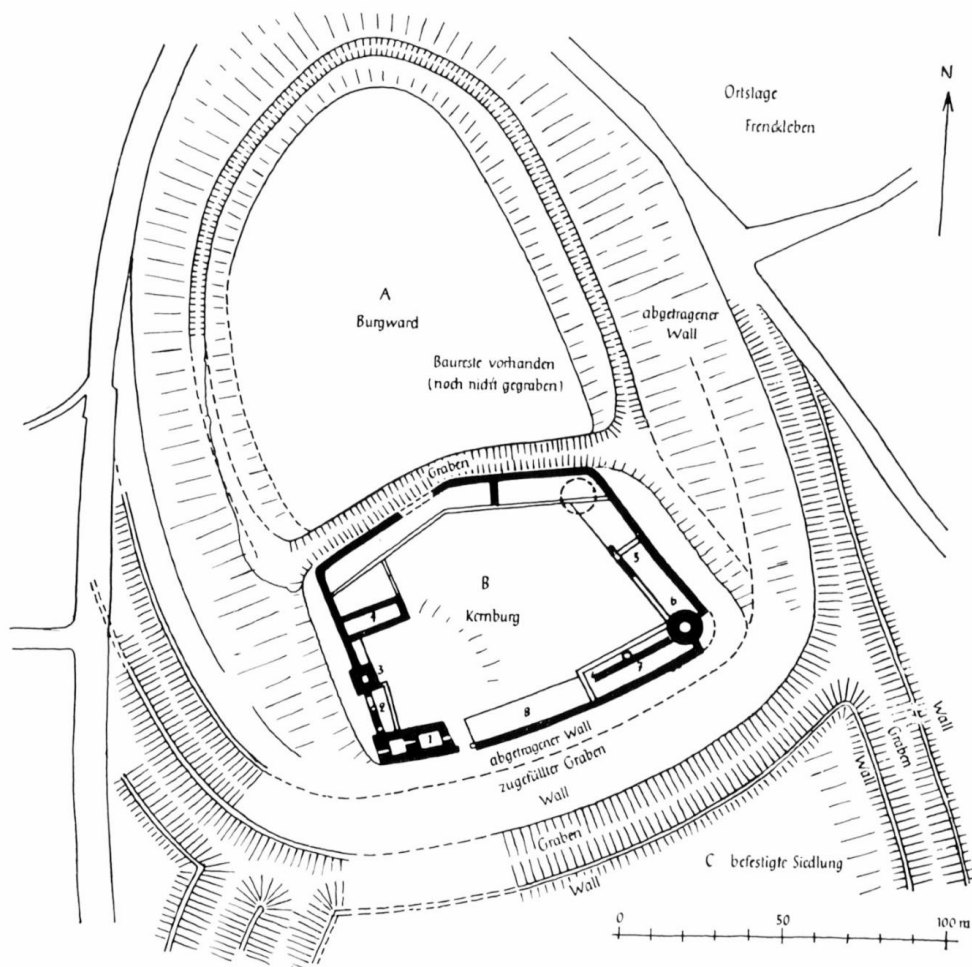 N
Ortslage
Frenckleben
A
Burgward
abgetragener
Wall
Baureste vorhanden
(noch nicht gegraben)
Graben
B
Kernburg
5
6
4
3
7
2
8
1
abgetragener Wall
zugefüllter Graben
Wall
Graben
Wall
Wall
Graben
Wall
C befestigte Siedlung
0 50 100 m